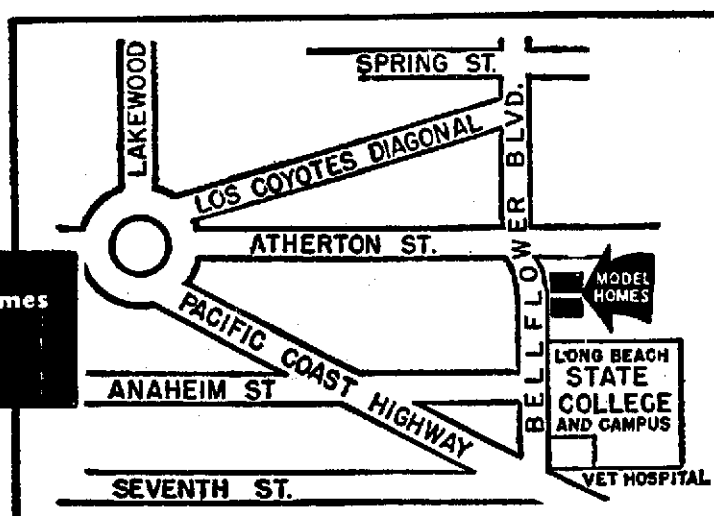 SPRING ST.
LAKEWOOD
LOS COYOTES DIAGONAL
BELLFLOWER BLVD.
ATHERTON ST.
MODEL
HOMES
mes
PACIFIC COAST HIGHWAY
LONG BEACH
STATE
COLLEGE
AND CAMPUS
ANAHEIM ST
VET HOSPITAL
SEVENTH ST.